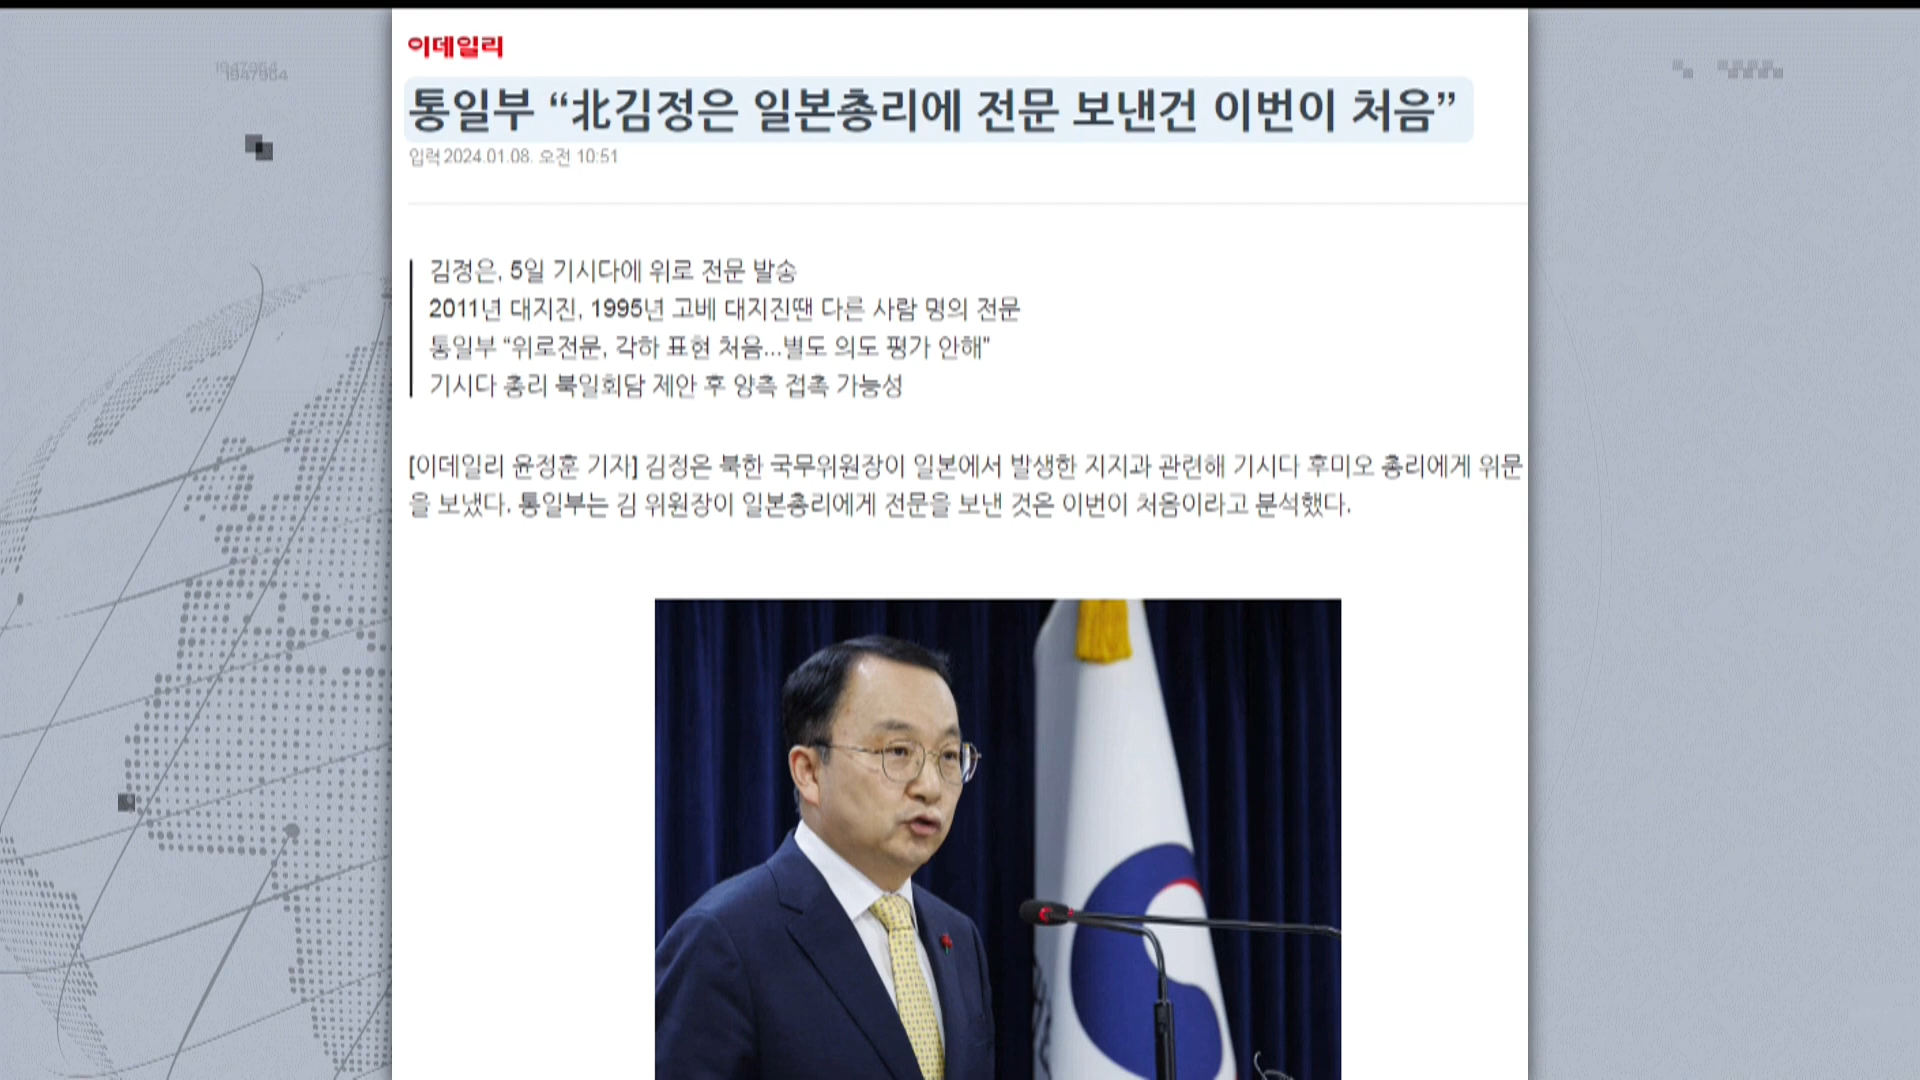 1947964
1947964
이데일리
통일부 “北김정은 일본총리에 전문 보낸건 이번이 처음”
입력 2024.01.08. 오전 10:51
김정은, 5일 기시다에 위로 전문 발송
2011년 대지진, 1995년 고베 대지진땐 다른 사람 명의 전문
통일부 “위로전문, 각하 표현 처음...별도 의도 평가 안해”
기시다 총리 북일회담 제안 후 양측 접촉 가능성
[이데일리 윤정훈 기자] 김정은 북한 국무위원장이 일본에서 발생한 지지과 관련해 기시다 후미오 총리에게 위문
을 보냈다. 통일부는 김 위원장이 일본총리에게 전문을 보낸 것은 이번이 처음이라고 분석했다.